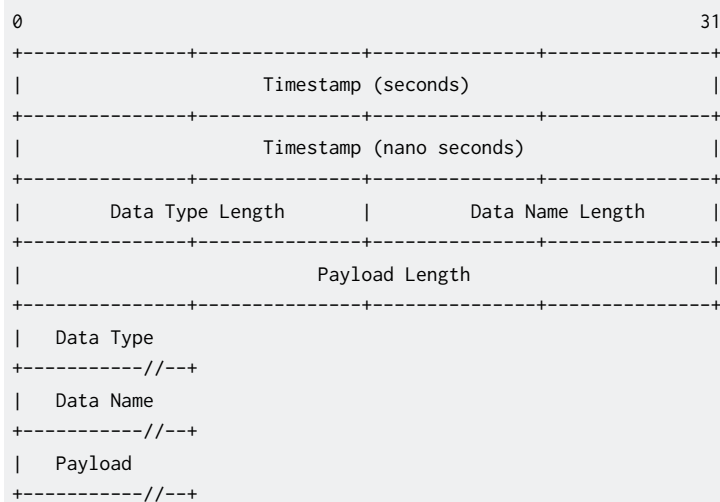 0                                                           31
+--------------+--------------+--------------+--------------+
|                    Timestamp (seconds)                    |
+--------------+--------------+--------------+--------------+
|                    Timestamp (nano seconds)               |
+--------------+--------------+--------------+--------------+
|       Data Type Length      |       Data Name Length      |
+--------------+--------------+--------------+--------------+
|                         Payload Length                    |
+--------------+--------------+--------------+--------------+
|   Data Type
+-----------//--+
|   Data Name
+-----------//--+
|   Payload
+-----------//--+